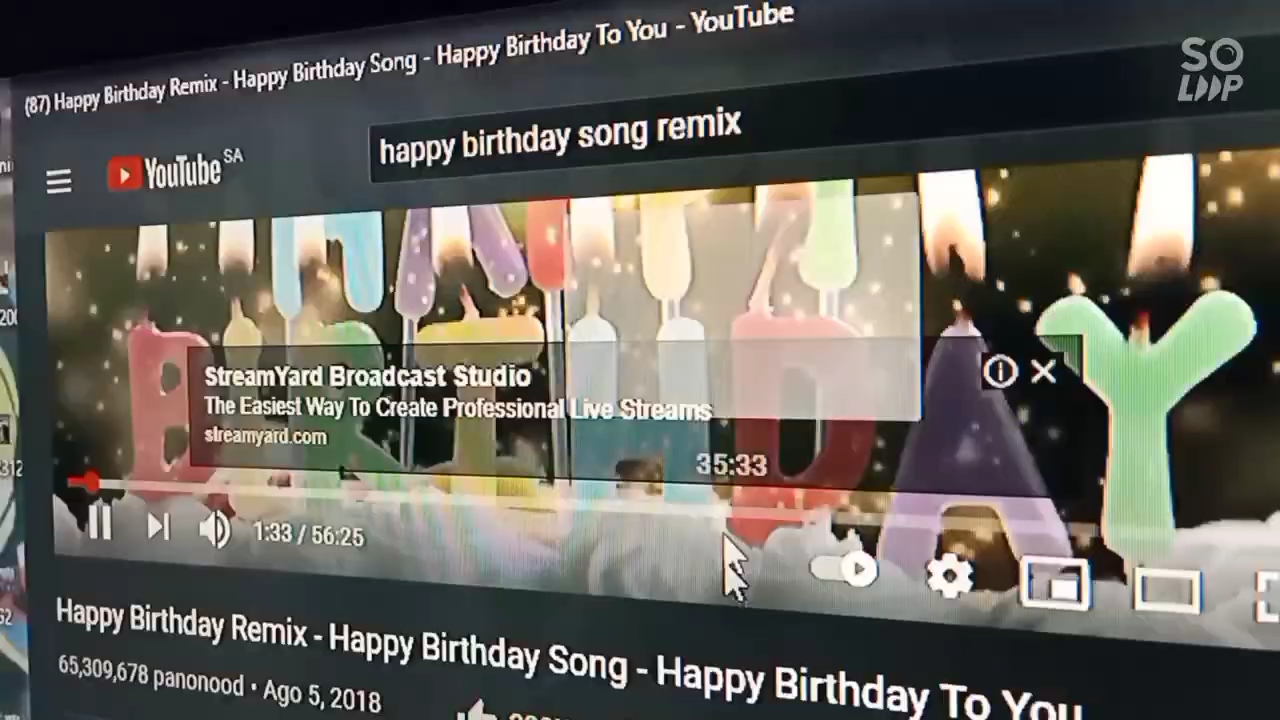 (87) Happy Birthday Remix - Happy Birthday Song - Happy Birthday To You - YouTube
SO
LOOP
YouTube SA
happy birthday song remix
BIRTHDAY
StreamYard Broadcast Studio
The Easiest Way To Create Professional Live Streams
streamyard.com
35:33
1:33 / 56:25
Happy Birthday Remix - Happy Birthday Song - Happy Birthday To You
65,309,678 panonood • Ago 5, 2018
312